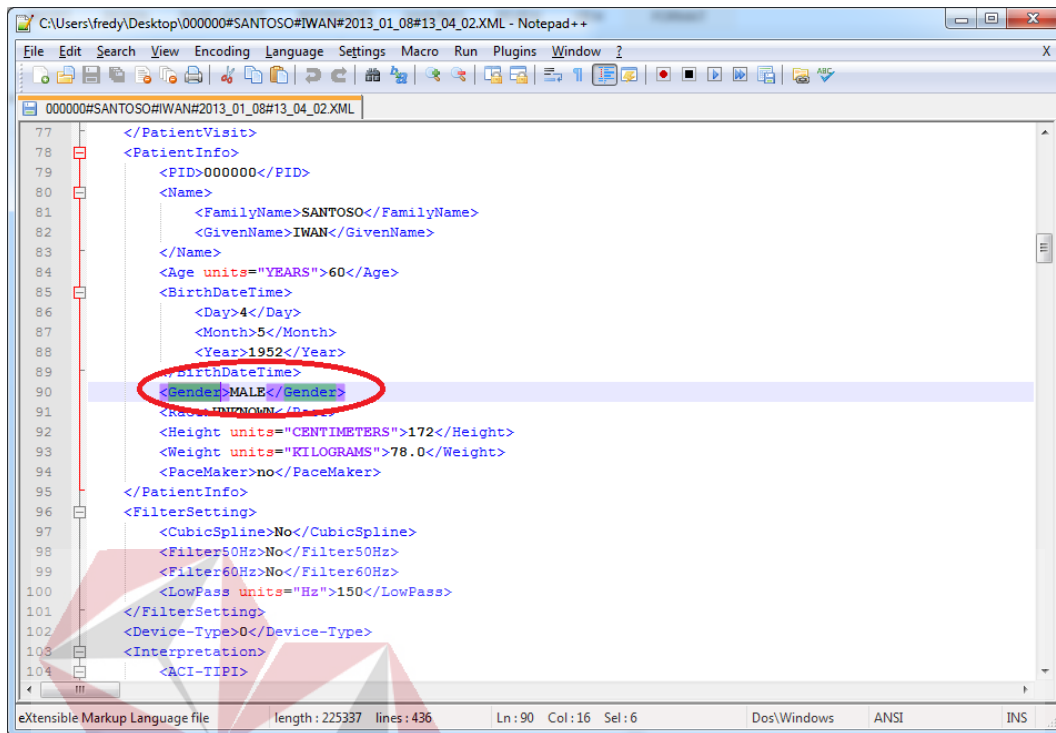 C:\Users\fredy\Desktop\000000#SANTOSO#IWAN#2013_01_08#13_04_02.XML - Notepad++
File Edit Search View Encoding Language Settings Macro Run Plugins Window ? X
000000#SANTOSO#IWAN#2013_01_08#13_04_02.XML
77 </PatientVisit>
78 <PatientInfo>
79 <PID>000000</PID>
80 <Name>
81 <FamilyName>SANTOSO</FamilyName>
82 <GivenName>IWAN</GivenName>
83 </Name>
84 <Age units="YEARS">60</Age>
85 <BirthDateTime>
86 <Day>4</Day>
87 <Month>5</Month>
88 <Year>1952</Year>
89 </BirthDateTime>
90 <Gender>MALE</Gender>
91 <Race>UNKNOWN</Race>
92 <Height units="CENTIMETERS">172</Height>
93 <Weight units="KILOGRAMS">78.0</Weight>
94 <PaceMaker>no</PaceMaker>
95 </PatientInfo>
96 <FilterSetting>
97 <CubicSpline>No</CubicSpline>
98 <Filter50Hz>No</Filter50Hz>
99 <Filter60Hz>No</Filter60Hz>
100 <LowPass units="Hz">150</LowPass>
101 </FilterSetting>
102 <Device-Type>0</Device-Type>
103 <Interpretation>
104 <ACI-TIPI>
eXtensible Markup Language file length : 225337 lines : 436 Ln : 90 Col : 16 Sel : 6 Dos\Windows ANSI INS